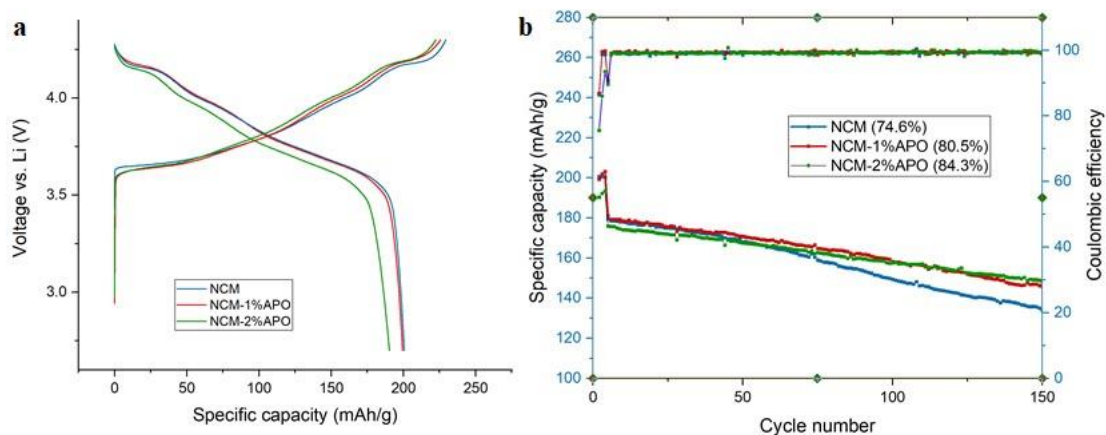 a
Voltage vs. Li (V)
4.0
3.5
3.0
NCM
NCM-1%APO
NCM-2%APO
0
50
100
150
200
250
Specific capacity (mAh/g)
b
Specific capacity (mAh/g)
280
260
240
220
200
180
160
140
120
100
NCM (74.6%)
NCM-1%APO (80.5%)
NCM-2%APO (84.3%)
0
50
100
150
Cycle number
100
80
60
40
20
0
Coulombic efficiency